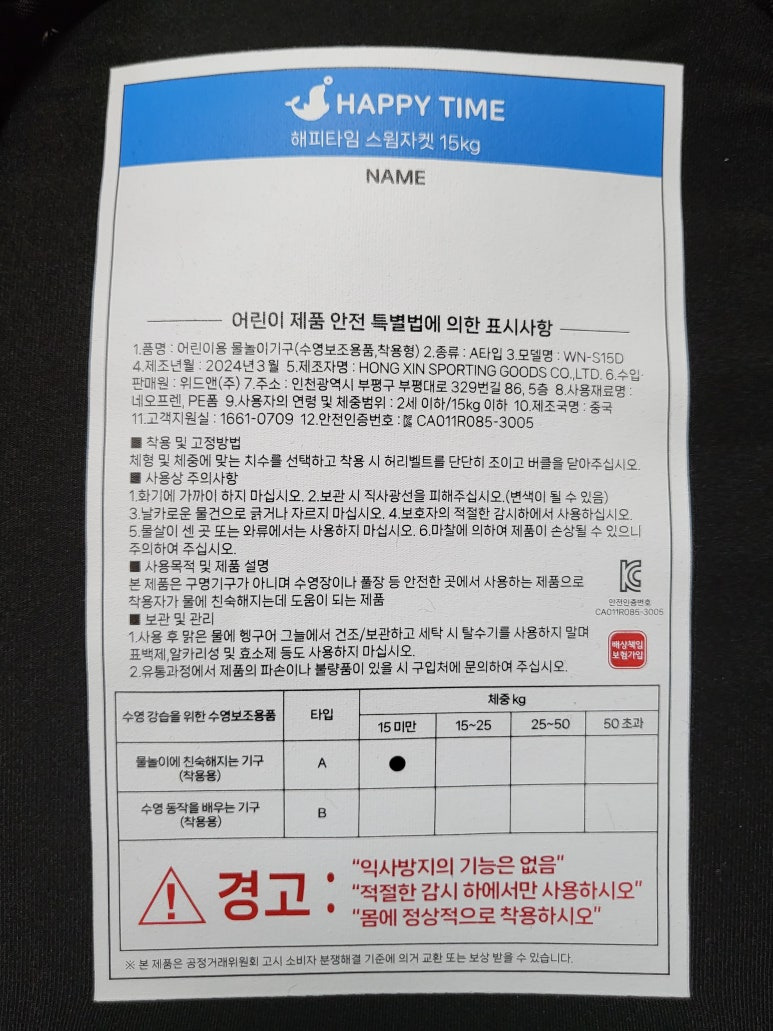 HAPPY TIME
해피타임 스윔자켓 15kg
NAME
어린이 제품 안전 특별법에 의한 표시사항
1.품명 : 어린이용 물놀이기구(수영보조용품,착용형) 2.종류 : A타입 3.모델명 : WN-S15D
4.제조년월 : 2024년 3월 5.제조자명 : HONG XIN SPORTING GOODS CO.,LTD. 6.수입·
판매원 : 위드앤(주) 7.주소 : 인천광역시 부평구 부평대로 329번길 86, 5층 8.사용재료명 :
네오프렌, PE폼 9.사용자의 연령 및 체중범위 : 2세 이하/15kg 이하 10.제조국명 : 중국
11.고객지원실 : 1661-0709 12.안전인증번호 : KC CA011R085-3005
■ 착용 및 고정방법
체형 및 체중에 맞는 치수를 선택하고 착용 시 허리벨트를 단단히 조이고 버클을 닫아주십시오.
■ 사용상 주의사항
1.화기에 가까이 하지 마십시오. 2.보관 시 직사광선을 피해주십시오.(변색이 될 수 있음)
3.날카로운 물건으로 긁거나 자르지 마십시오. 4.보호자의 적절한 감시하에서 사용하십시오.
5.물살이 센 곳 또는 와류에서는 사용하지 마십시오. 6.마찰에 의하여 제품이 손상될 수 있으니
주의하여 주십시오.
■ 사용목적 및 제품 설명
본 제품은 구명기구가 아니며 수영장이나 풀장 등 안전한 곳에서 사용하는 제품으로
착용자가 물에 친숙해지는데 도움이 되는 제품
KC
안전인증번호
CA011R085-3005
■ 보관 및 관리
1.사용 후 맑은 물에 헹구어 그늘에서 건조/보관하고 세탁 시 탈수기를 사용하지 말며
표백제,알카리성 및 효소제 등도 사용하지 마십시오.
2.유통과정에서 제품의 파손이나 불량품이 있을 시 구입처에 문의하여 주십시오.
배상책임
보험가입
수영 강습을 위한 수영보조용품 타입 체중 kg
15 미만 15~25 25~50 50 초과
물놀이에 친숙해지는 기구
(착용용) A ●
수영 동작을 배우는 기구
(착용용) B
경고 :
“익사방지의 기능은 없음”
“적절한 감시 하에서만 사용하시오”
“몸에 정상적으로 착용하시오”
※ 본 제품은 공정거래위원회 고시 소비자 분쟁해결 기준에 의거 교환 또는 보상 받을 수 있습니다.